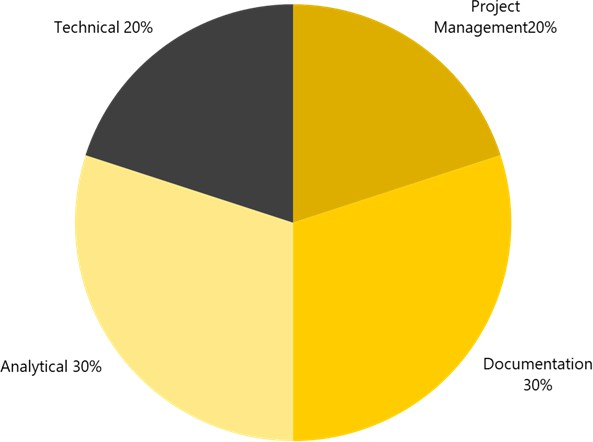 Technical 20%
Project
Management20%
Analytical 30%
Documentation
30%